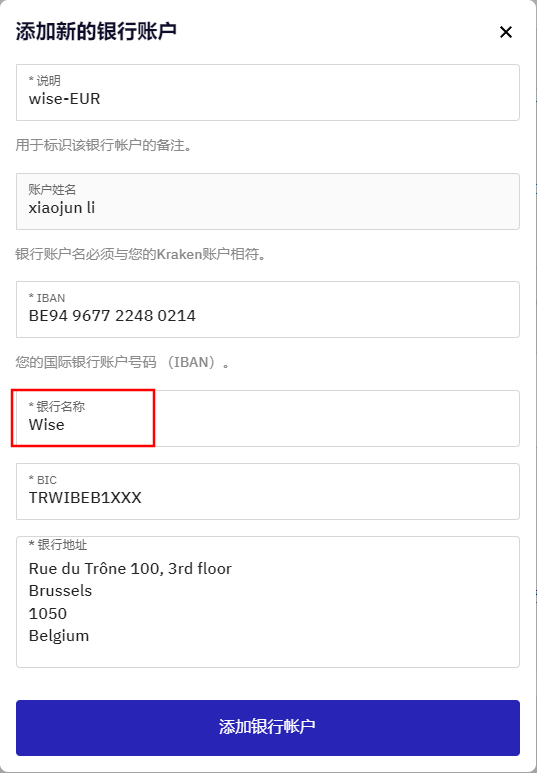 添加新的银行账户
* 说明
wise-EUR
用于标识该银行帐户的备注。
账户姓名
xiaojun li
银行账户名必须与您的Kraken账户相符。
* IBAN
BE94 9677 2248 0214
您的国际银行账户号码 （IBAN）。
* 银行名称
Wise
* BIC
TRWIBEB1XXX
* 银行地址
Rue du Trône 100, 3rd floor
Brussels
1050
Belgium
添加银行帐户